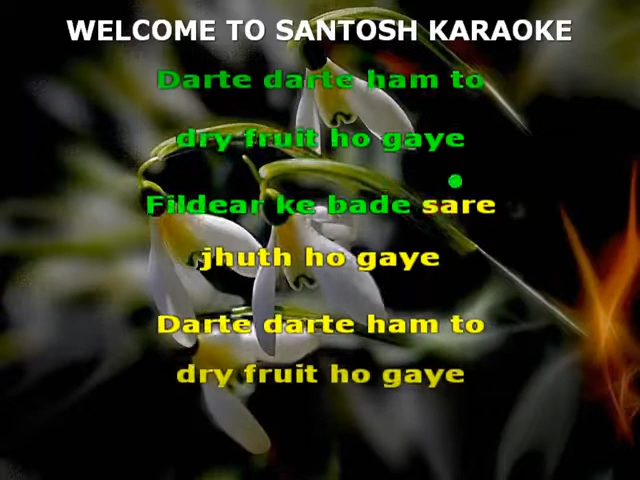 WELCOME TO SANTOSH KARAOKE
Darte darte ham to
dry fruit ho gaye
Fildear ke bade sare
jhuth ho gaye
Darte darte ham to
dry fruit ho gaye